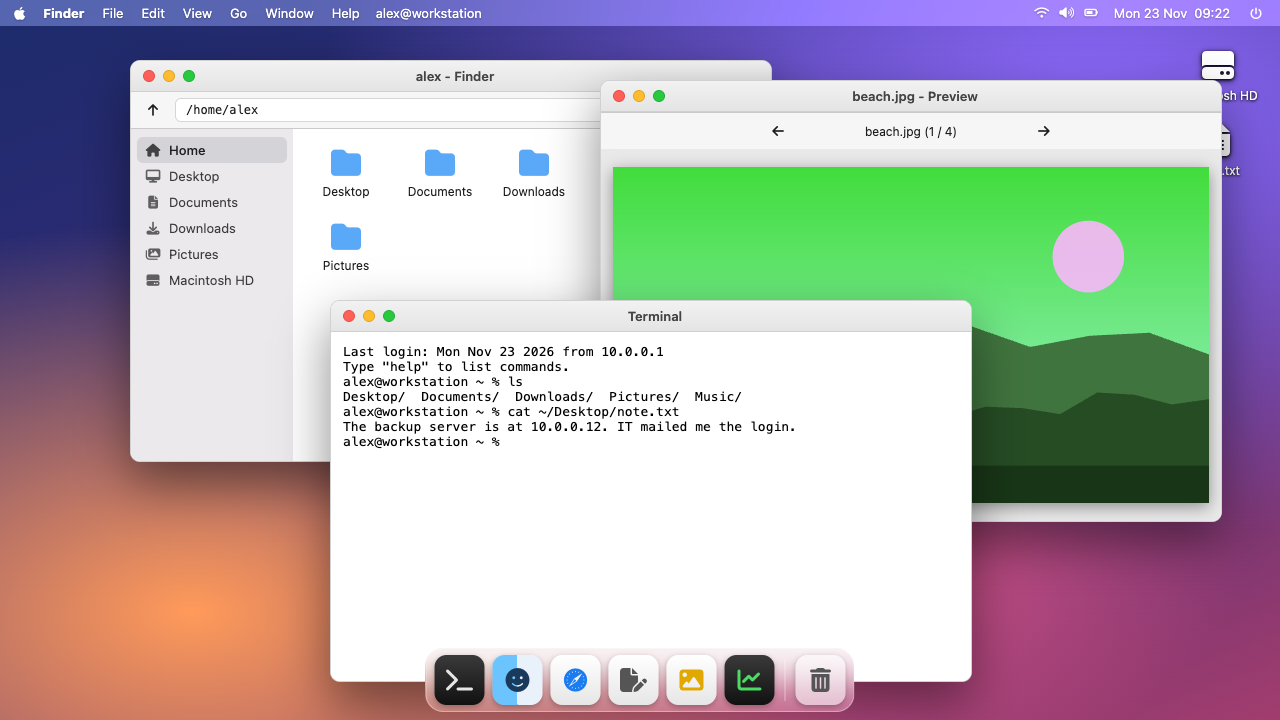 Finder File Edit View Go Window Help alex@workstation Mon 23 Nov 09:22
alex - Finder
/home/alex
Home
Desktop
Documents
Downloads
Pictures
Macintosh HD
Desktop Documents Downloads
Pictures
beach.jpg - Preview
beach.jpg (1 / 4)
HD
.txt
Terminal
Last login: Mon Nov 23 2026 from 10.0.0.1
Type "help" to list commands.
alex@workstation ~ % ls
Desktop/ Documents/ Downloads/ Pictures/ Music/
alex@workstation ~ % cat ~/Desktop/note.txt
The backup server is at 10.0.0.12. IT mailed me the login.
alex@workstation ~ %